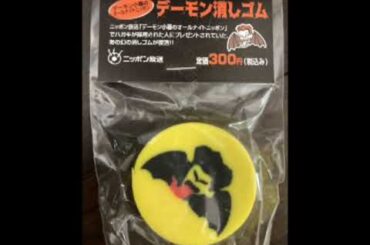 デーモン消しゴム
ニッポン放送「デーモン小暮のオールナイトニッポン」
でハガキが採用された人にプレゼントされていた、
あの幻の消しゴムが復活!!
ニッポン放送
定価300円(税込み)